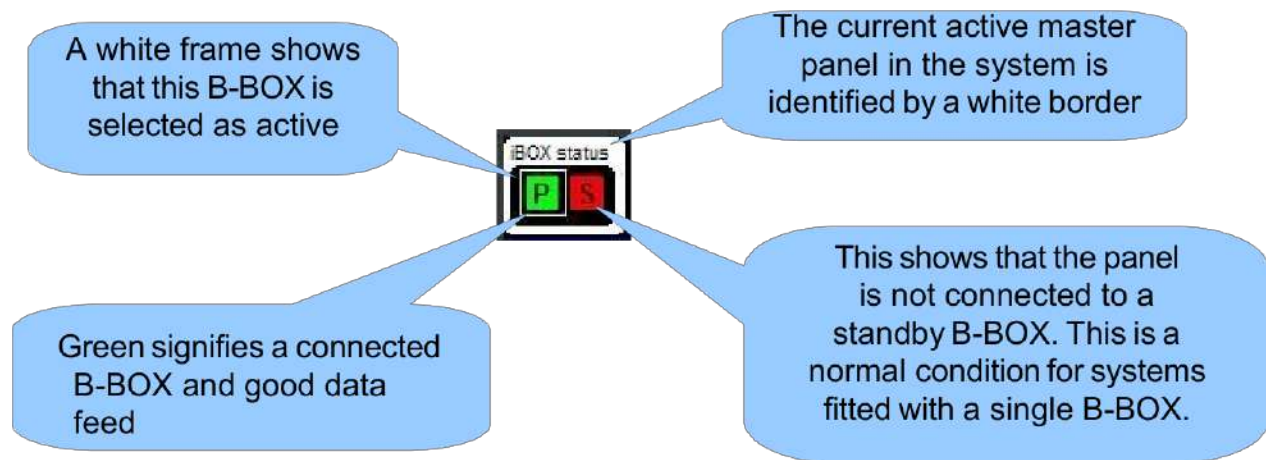 A white frame shows
that this B-BOX is
selected as active
The current active master
panel in the system is
identified by a white border
iBOX status
P S
Green signifies a connected
B-BOX and good data
feed
This shows that the panel
is not connected to a
standby B-BOX. This is a
normal condition for systems
fitted with a single B-BOX.